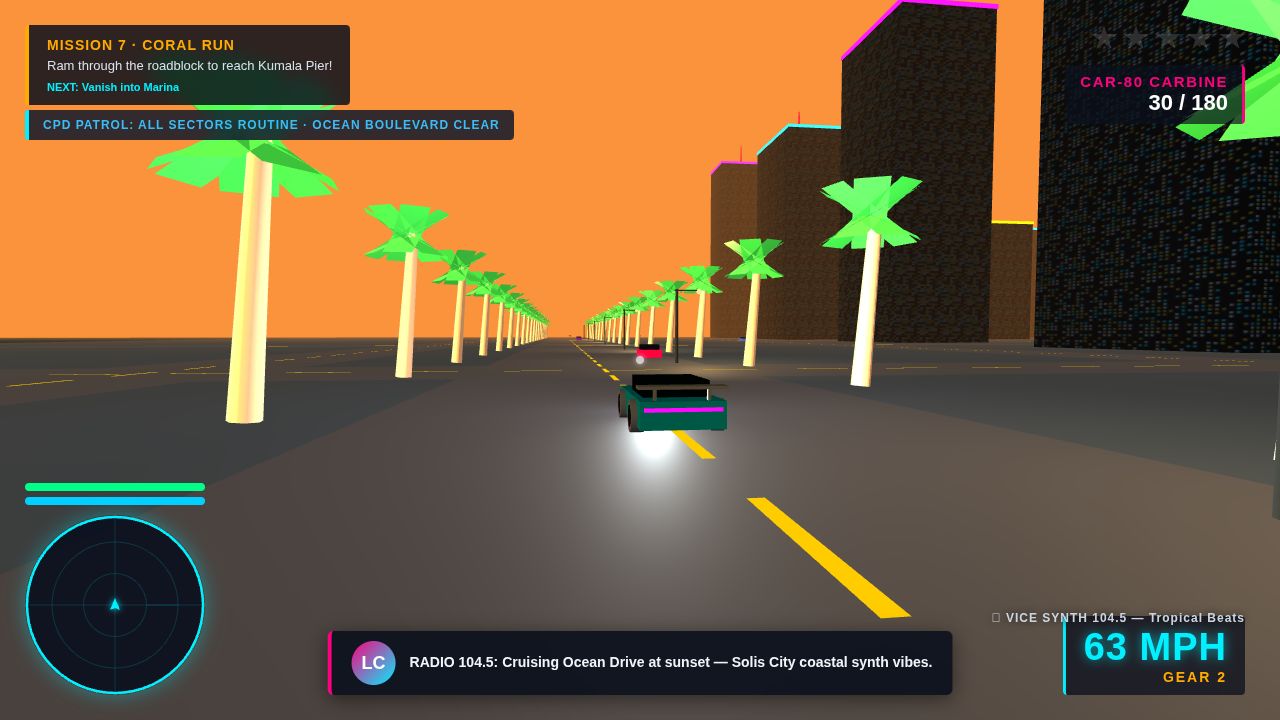 MISSION 7 · CORAL RUN
Ram through the roadblock to reach Kumala Pier!
NEXT: Vanish into Marina
CPD PATROL: ALL SECTORS ROUTINE · OCEAN BOULEVARD CLEAR
★★★★★
CAR-80 CARBINE
30 / 180
LC
RADIO 104.5: Cruising Ocean Drive at sunset — Solis City coastal synth vibes.
VICE SYNTH 104.5 — Tropical Beats
63 MPH
GEAR 2